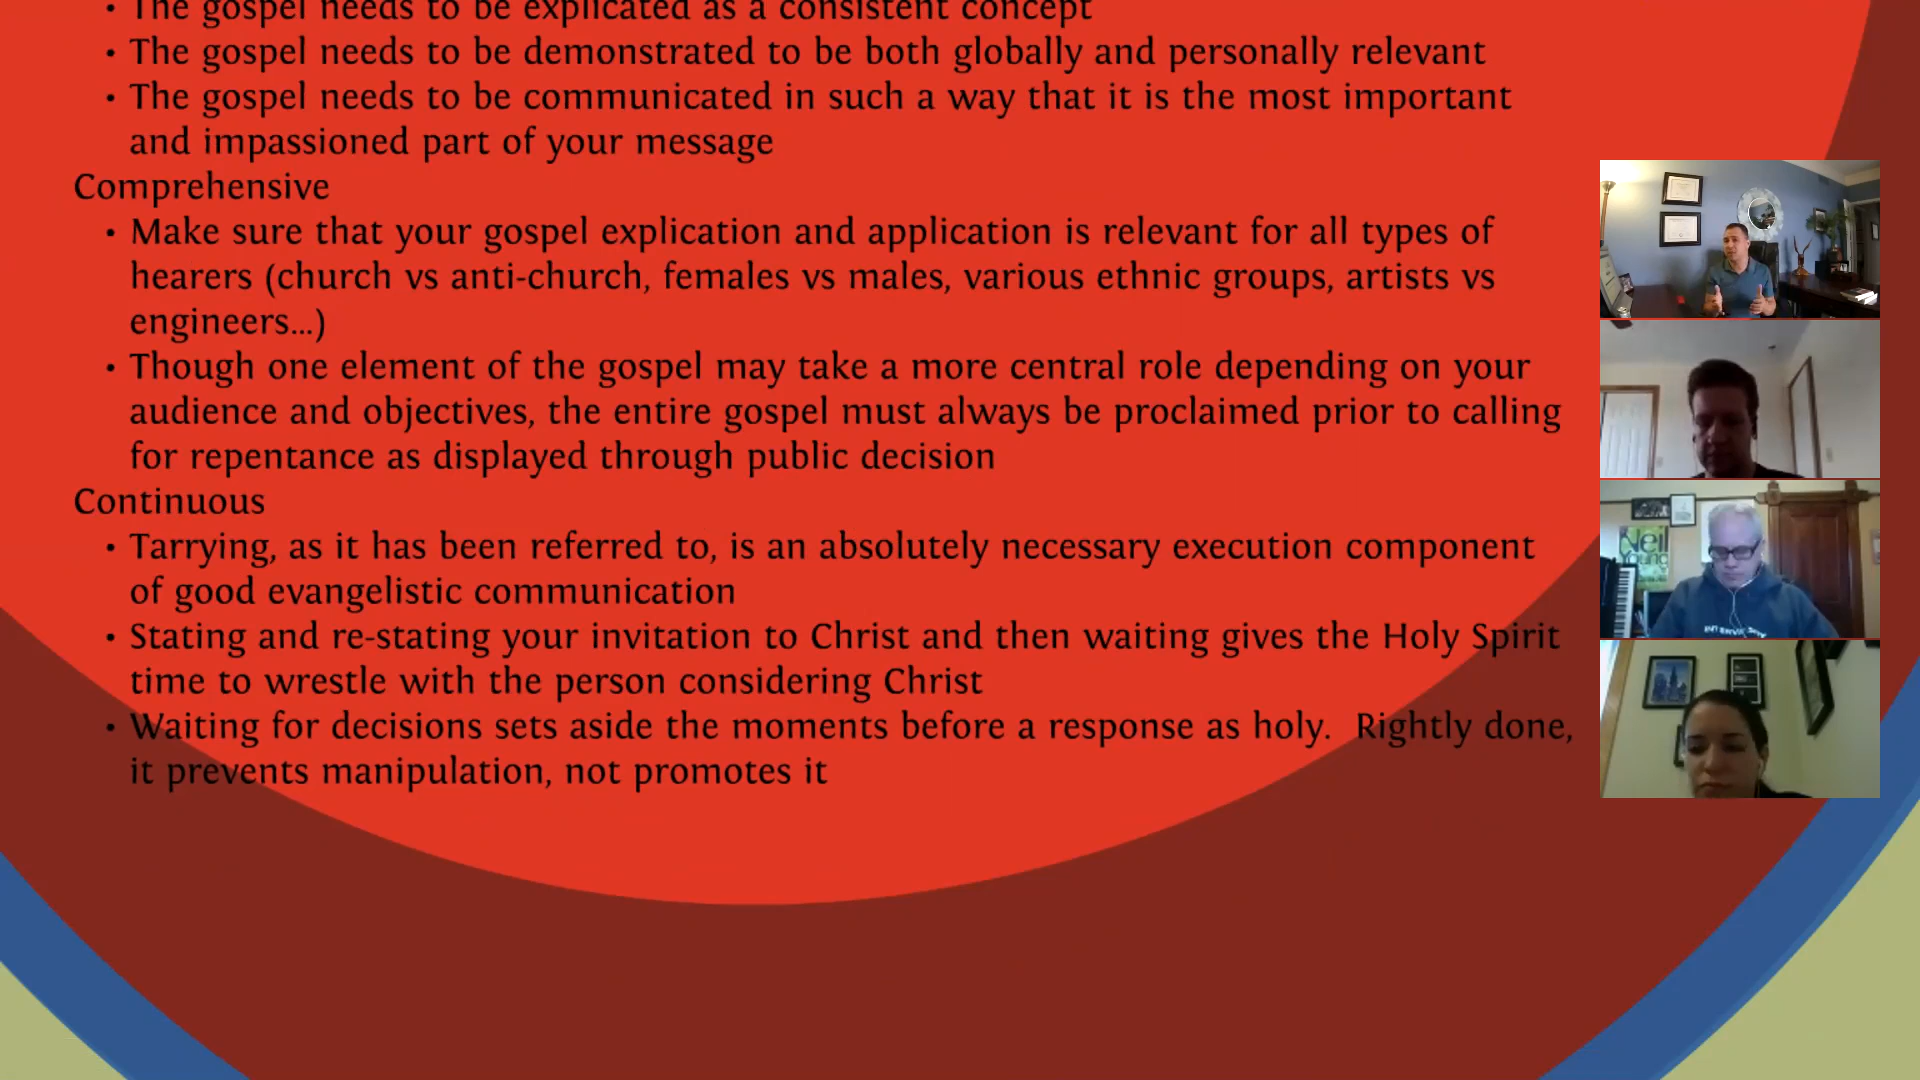 • The gospel needs to be explicated as a consistent concept
• The gospel needs to be demonstrated to be both globally and personally relevant
• The gospel needs to be communicated in such a way that it is the most important
and impassioned part of your message
Comprehensive
• Make sure that your gospel explication and application is relevant for all types of
hearers (church vs anti-church, females vs males, various ethnic groups, artists vs
engineers...)
• Though one element of the gospel may take a more central role depending on your
audience and objectives, the entire gospel must always be proclaimed prior to calling
for repentance as displayed through public decision
Continuous
• Tarrying, as it has been referred to, is an absolutely necessary execution component
of good evangelistic communication
• Stating and re-stating your invitation to Christ and then waiting gives the Holy Spirit
time to wrestle with the person considering Christ
• Waiting for decisions sets aside the moments before a response as holy.  Rightly done,
it prevents manipulation, not promotes it
Neil
Young